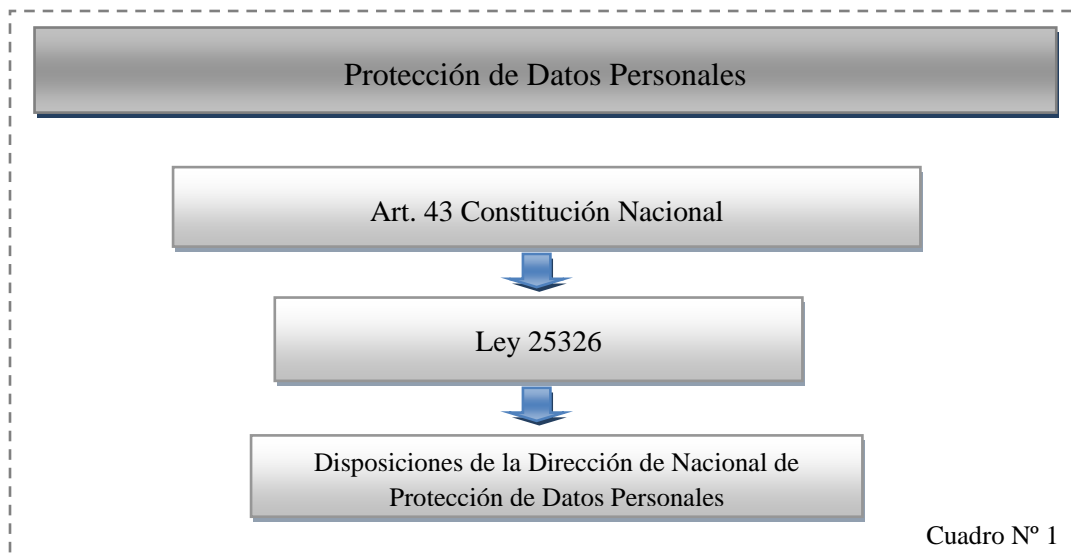 Protección de Datos Personales
Art. 43 Constitución Nacional
Ley 25326
Disposiciones de la Dirección de Nacional de
Protección de Datos Personales
Cuadro Nº 1